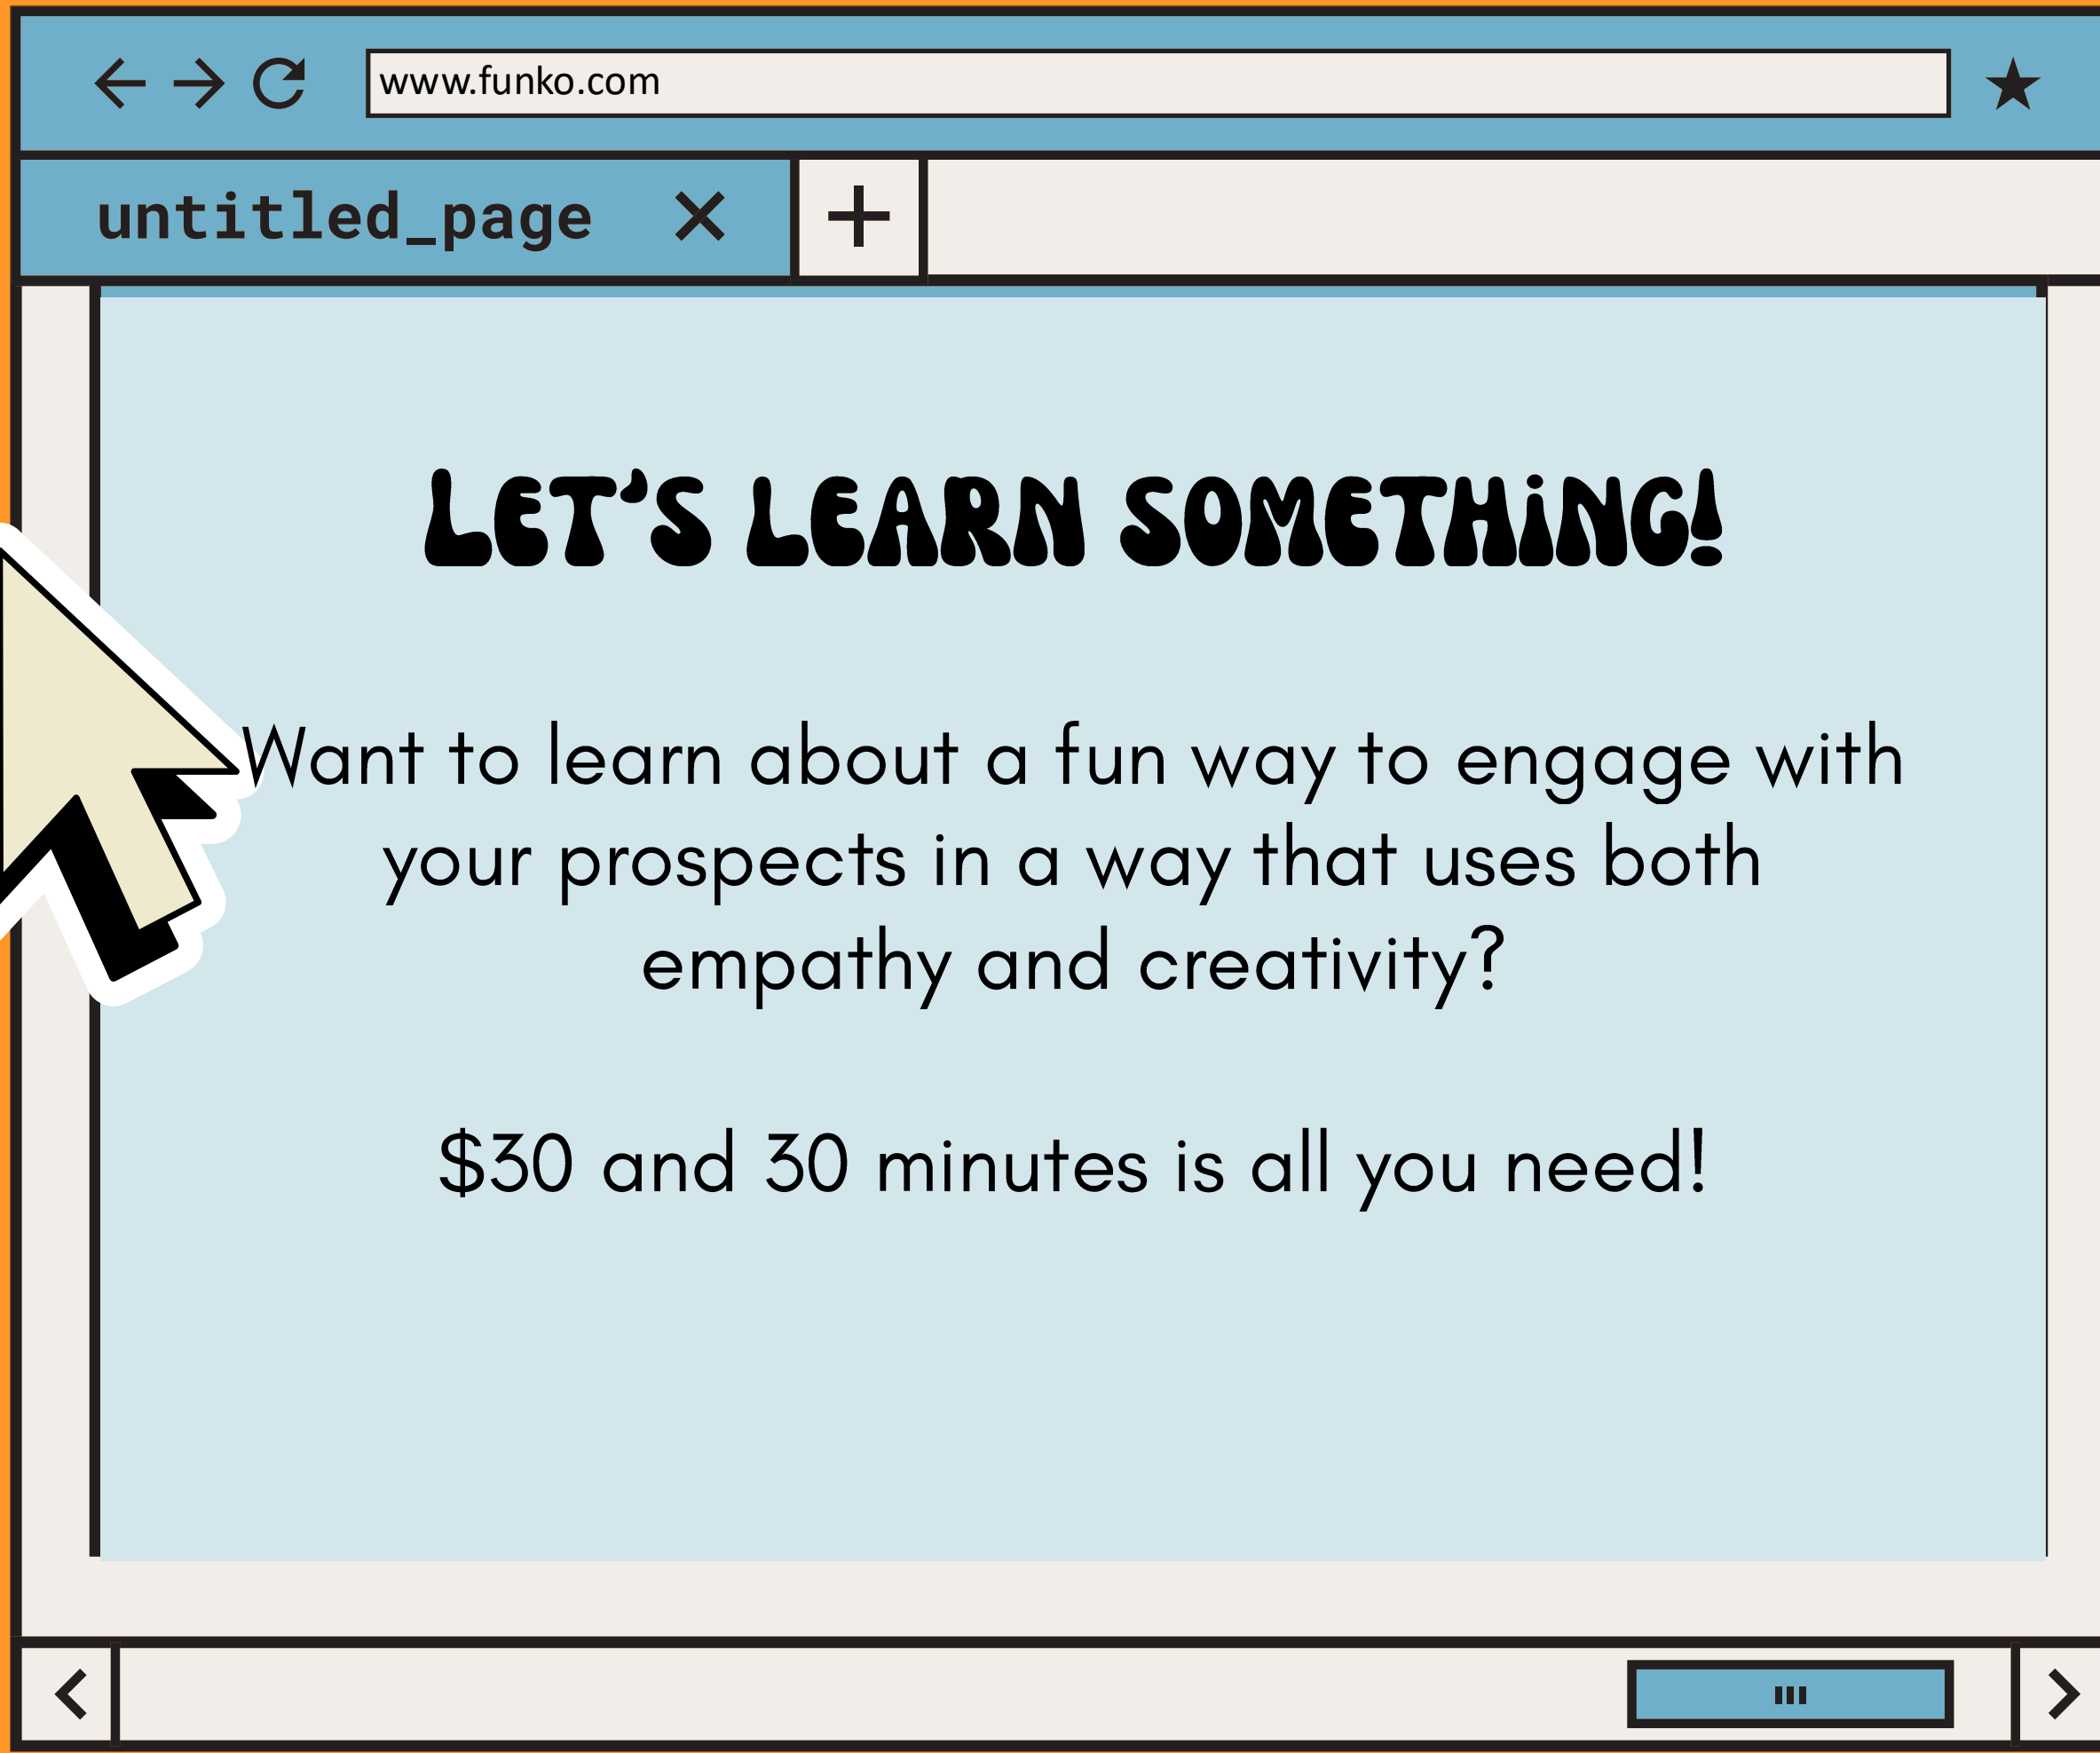 www.funko.com
untitled_page
LET'S LEARN SOMETHiNG!
Want to learn about a fun way to engage with
your prospects in a way that uses both
empathy and creativity?
$30 and 30 minutes is all you need!